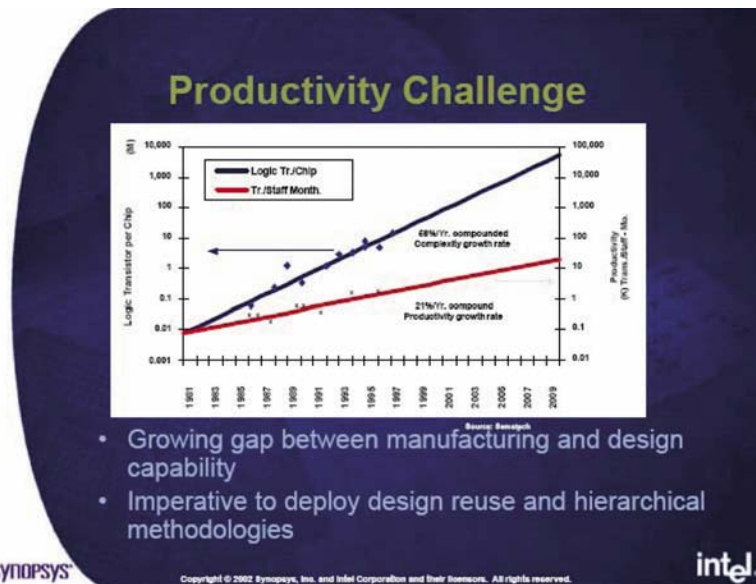 Productivity Challenge
Logic Transistor per Chip
(M)
10,000
1,000
100
10
1
0.1
0.01
0.001
Logic Tr./Chip
Tr./Staff Month.
58%/Yr. compounded
Complexity growth rate
21%/Yr. compound
Productivity growth rate
100,000
10,000
1,000
100
10
1
0.1
0.01
Productivity
(K) Trans./Staff - Mo.
1981
1983
1985
1987
1989
1991
1993
1995
1997
1999
2001
2003
2005
2007
2009
Source: Sematech
• Growing gap between manufacturing and design
capability
• Imperative to deploy design reuse and hierarchical
methodologies
YNOPSYS
Copyright © 2002 Synopsys, Inc. and Intel Corporation and their licensors. All rights reserved.
intel